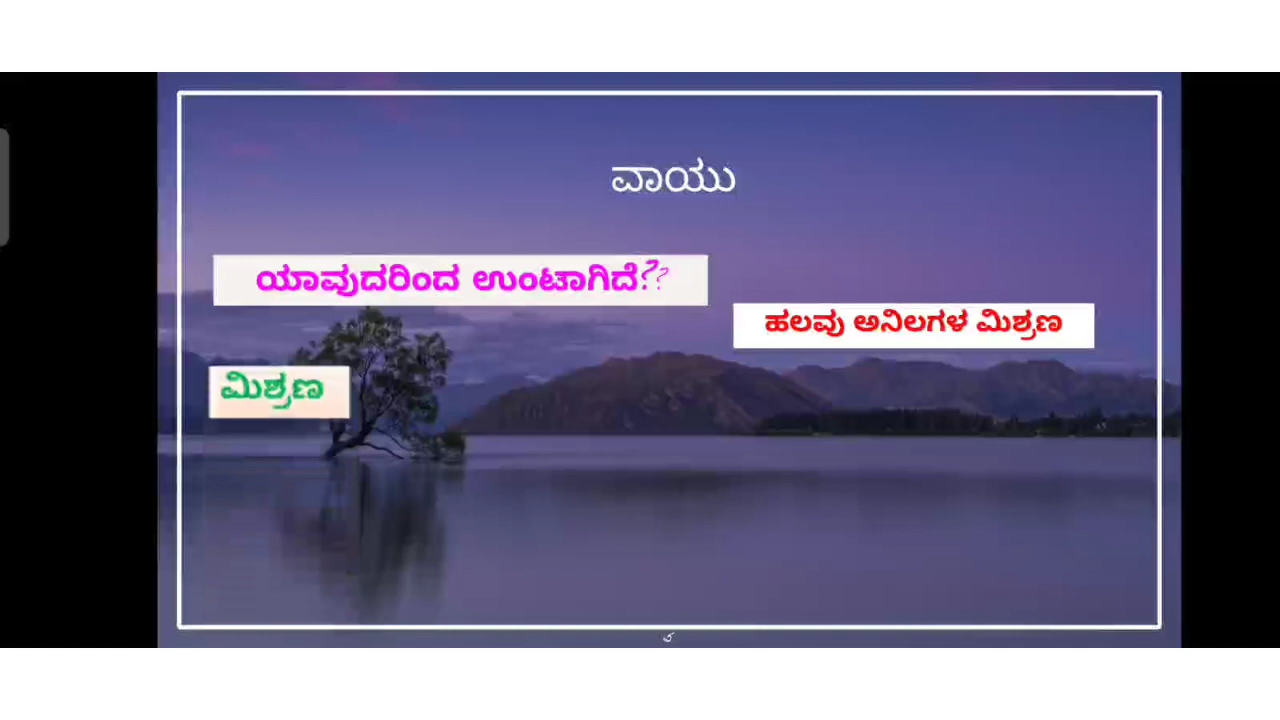 ವಾಯು
ಯಾವುದರಿಂದ ಉಂಟಾಗಿದೆ??
ಹಲವು ಅನಿಲಗಳ ಮಿಶ್ರಣ
ಮಿಶ್ರಣ